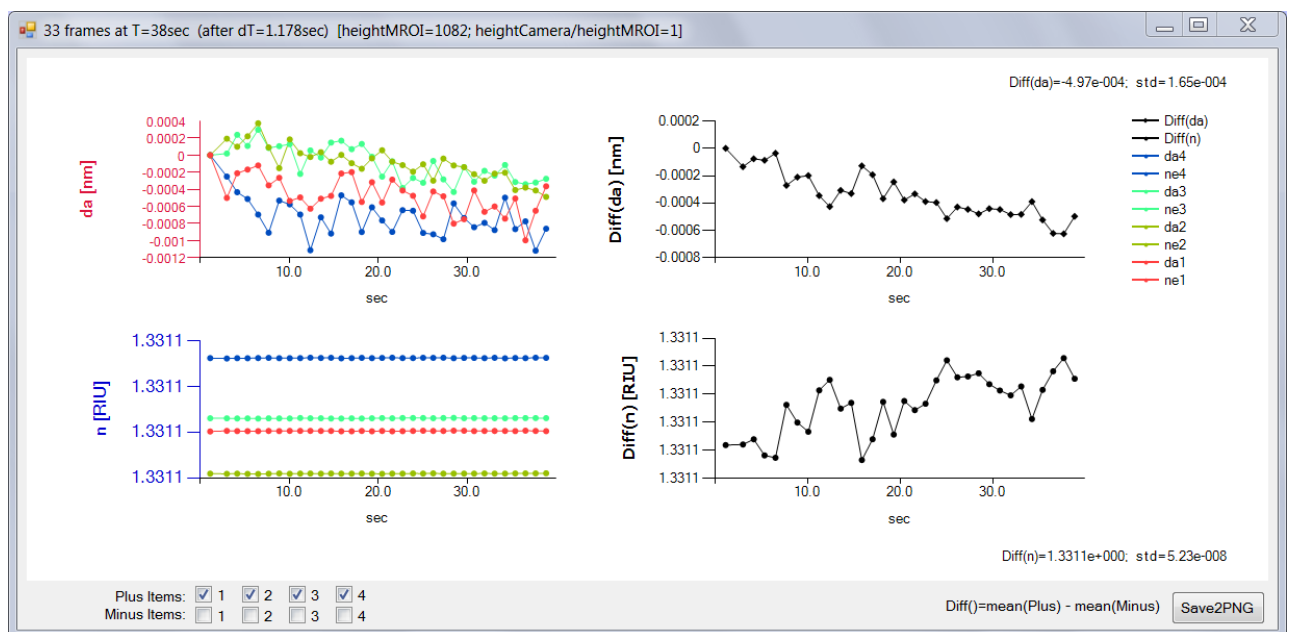 33 frames at T=38sec (after dT=1.178sec) [heightMROI=1082; heightCamera/heightMROI=1]
Diff(da)=-4.97e-004; std=1.65e-004
da [nm]
0.0004
0.0002
0
-0.0002
-0.0004
-0.0006
-0.0008
-0.001
-0.0012
10.0 20.0 30.0
sec
Diff(da) [nm]
0.0002
0
-0.0002
-0.0004
-0.0006
-0.0008
10.0 20.0 30.0
sec
Diff(da)
Diff(n)
da4
ne4
da3
ne3
da2
ne2
da1
ne1
n [RIU]
1.3311
1.3311
1.3311
1.3311
10.0 20.0 30.0
sec
Diff(n) [RIU]
1.3311
1.3311
1.3311
1.3311
1.3311
1.3311
10.0 20.0 30.0
sec
Diff(n)=1.3311e+000; std=5.23e-008
Plus Items: 1 2 3 4
Minus Items: 1 2 3 4
Diff()=mean(Plus) - mean(Minus) Save2PNG